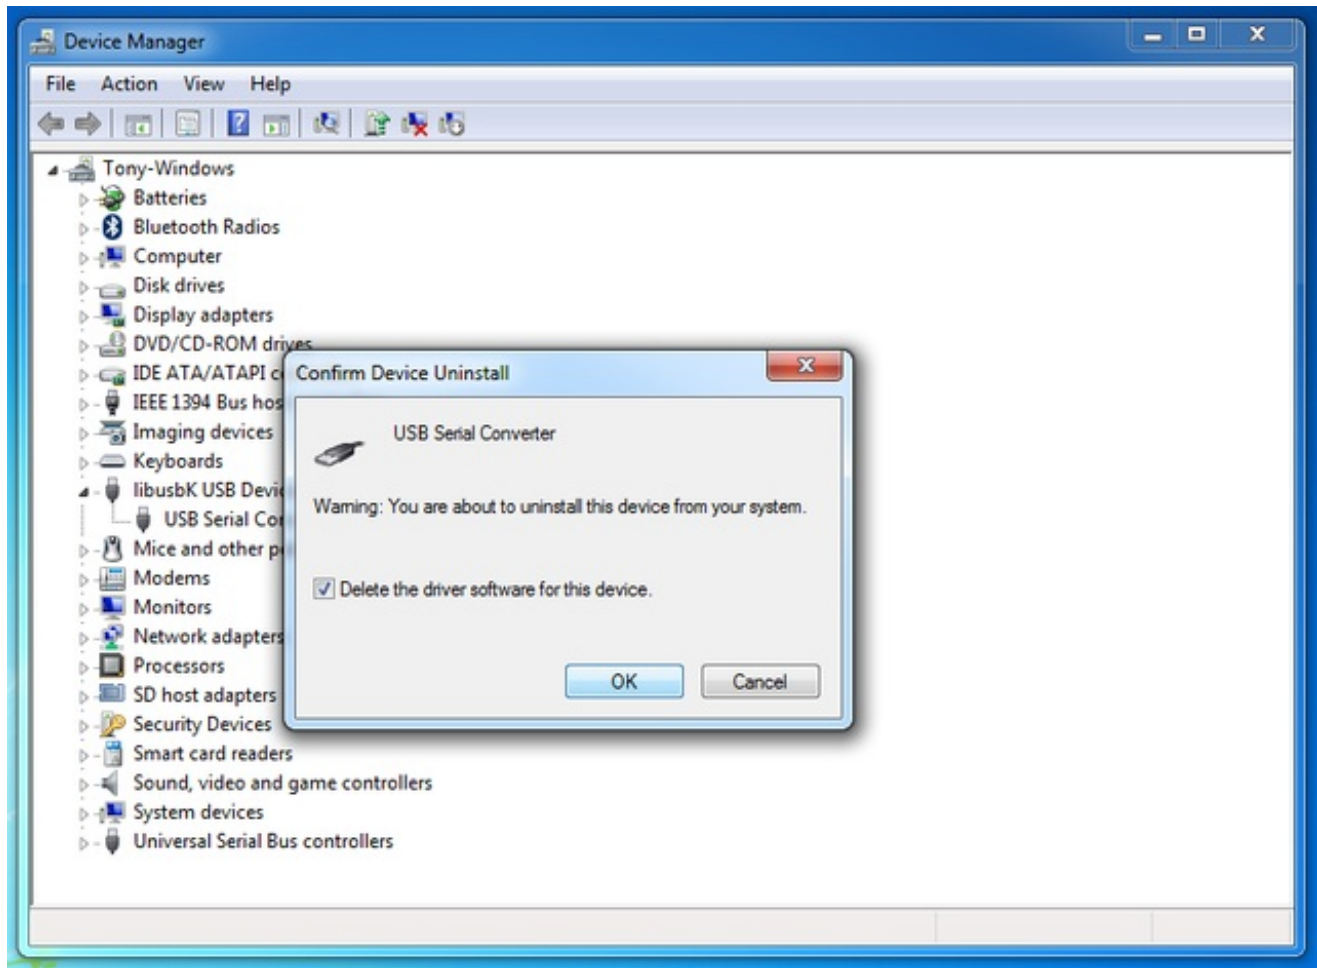 Device Manager
File Action View Help
Tony-Windows
Batteries
Bluetooth Radios
Computer
Disk drives
Display adapters
DVD/CD-ROM drives
IDE ATA/ATAPI c
Confirm Device Uninstall
IEEE 1394 Bus hos
Imaging devices
USB Serial Converter
Keyboards
libusbK USB Devi
Warning: You are about to uninstall this device from your system.
USB Serial Con
Mice and other p
Modems
Delete the driver software for this device.
Monitors
Network adapters
Processors
OK Cancel
SD host adapters
Security Devices
Smart card readers
Sound, video and game controllers
System devices
Universal Serial Bus controllers